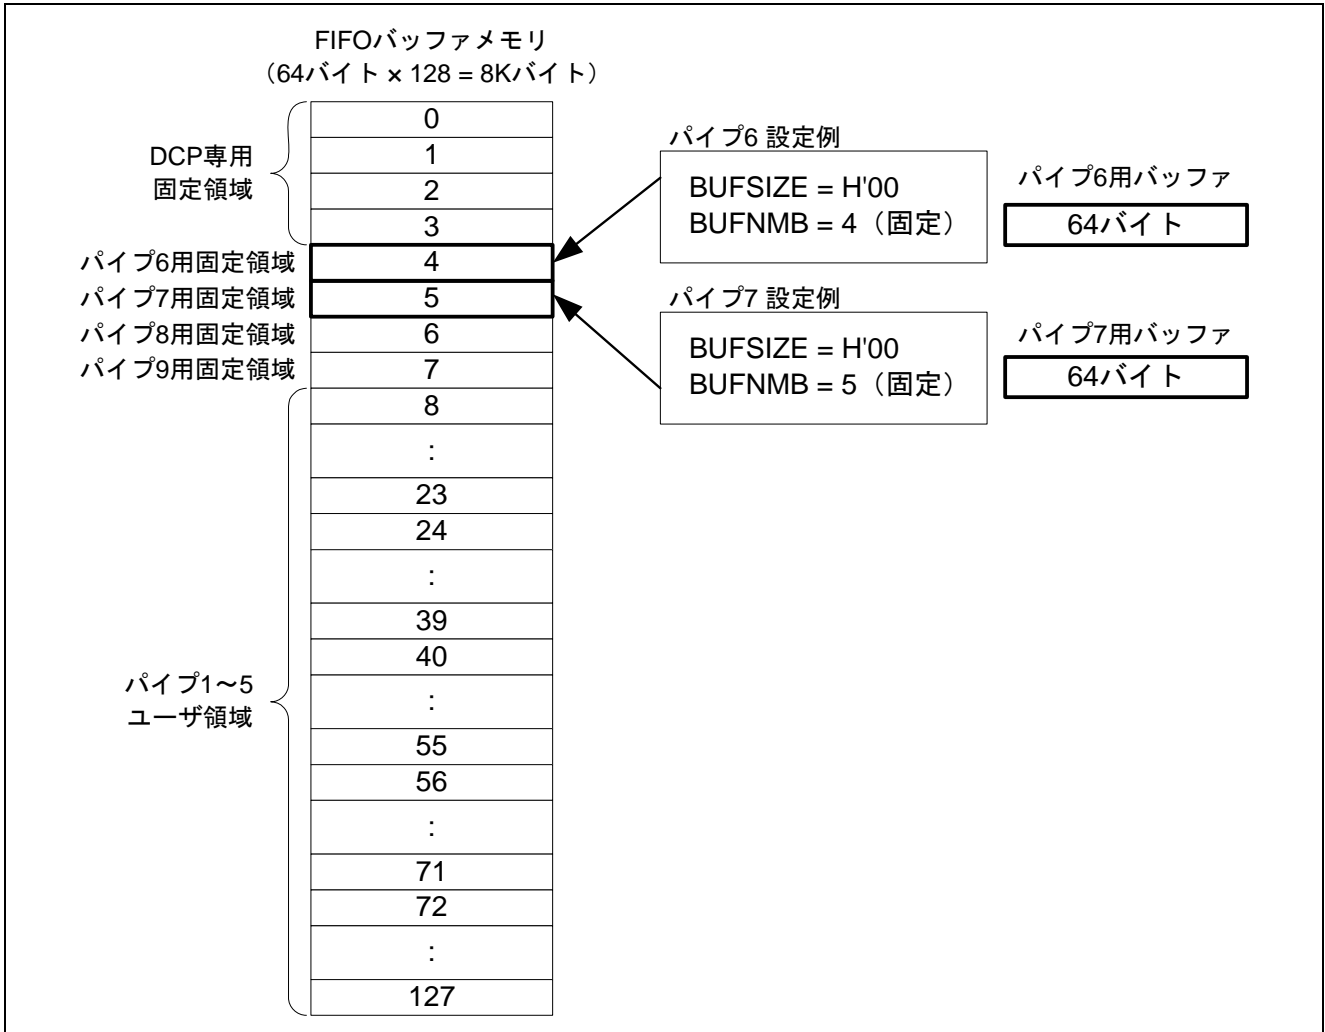 FIFOバッファメモリ
（64バイト × 128 = 8Kバイト）
0
1
2
3
4
5
6
7
8
:
23
24
:
39
40
:
55
56
:
71
72
:
127
DCP専用
固定領域
パイプ6用固定領域
パイプ7用固定領域
パイプ8用固定領域
パイプ9用固定領域
パイプ1～5
ユーザ領域
パイプ6 設定例
BUFSIZE = H'00
BUFNMB = 4（固定）
パイプ6用バッファ
64バイト
パイプ7 設定例
BUFSIZE = H'00
BUFNMB = 5（固定）
パイプ7用バッファ
64バイト